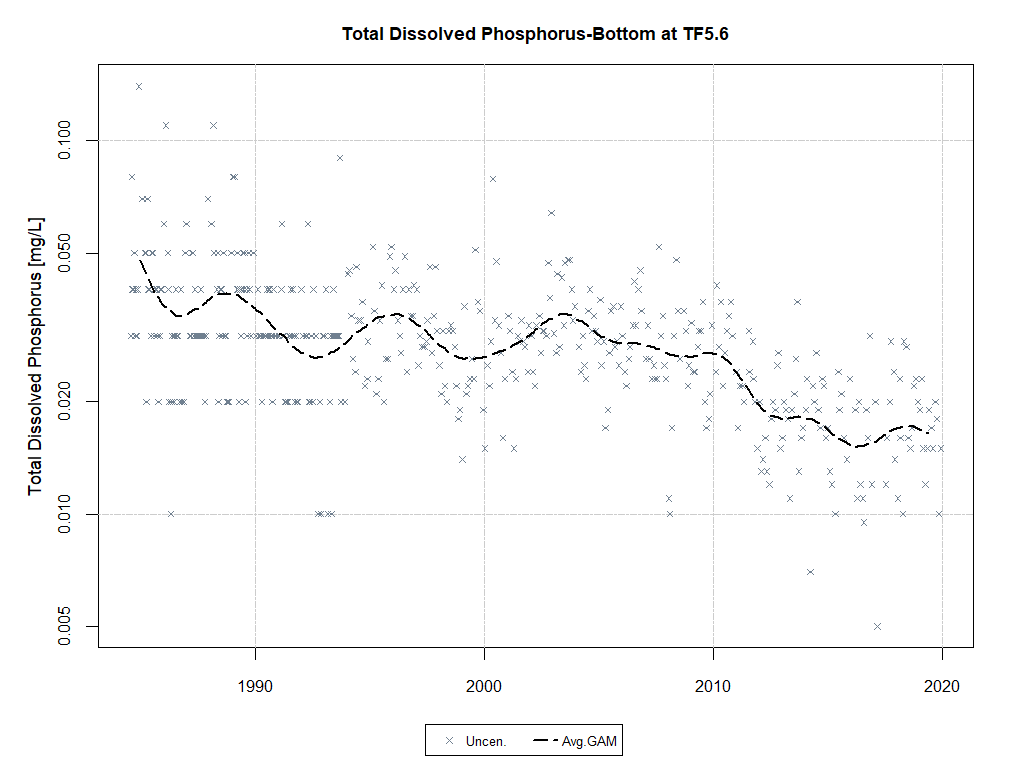 Total Dissolved Phosphorus-Bottom at TF5.6
Total Dissolved Phosphorus [mg/L]
0.100
0.050
0.020
0.010
0.005
1990
2000
2010
2020
Uncen.
Avg.GAM